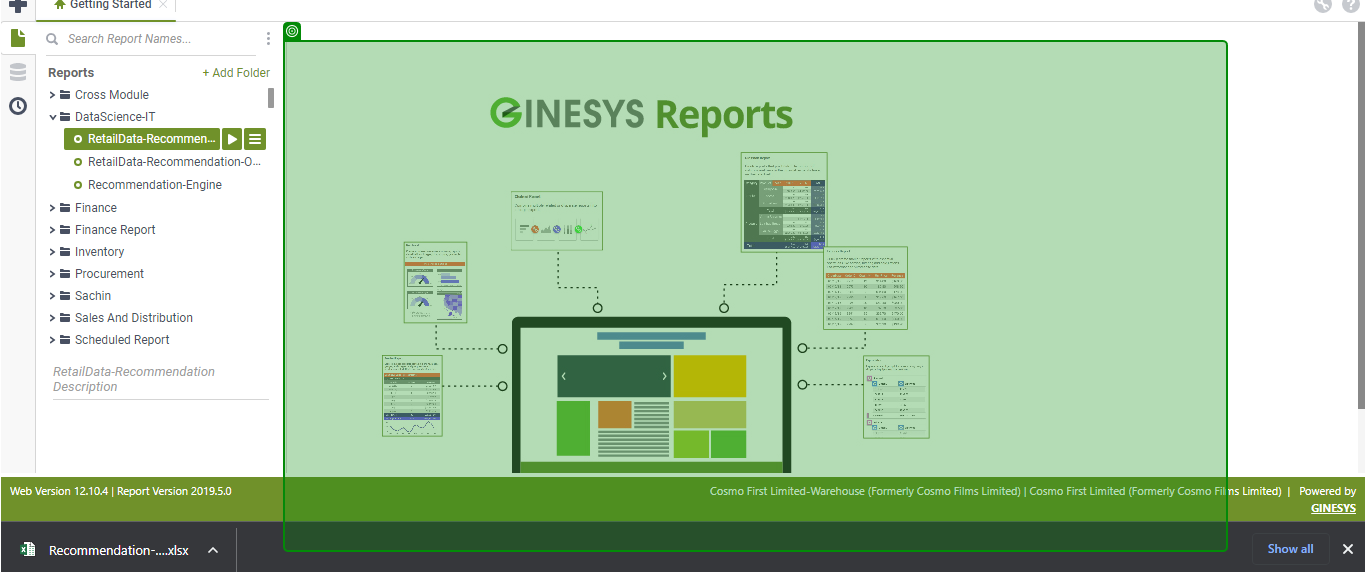 Getting Started
Search Report Names...
Reports
+ Add Folder
Cross Module
DataScience-IT
RetailData-Recommen...
RetailData-Recommendation-O...
Recommendation-Engine
Finance
Finance Report
Inventory
Procurement
Sachin
Sales And Distribution
Scheduled Report
RetailData-Recommendation
Description
GINESYS Reports
Web Version 12.10.4 | Report Version 2019.5.0
Cosmo First Limited-Warehouse (Formerly Cosmo Films Limited) | Cosmo First Limited (Formerly Cosmo Films Limited) | Powered by
GINESYS
Recommendation-....xlsx
Show all